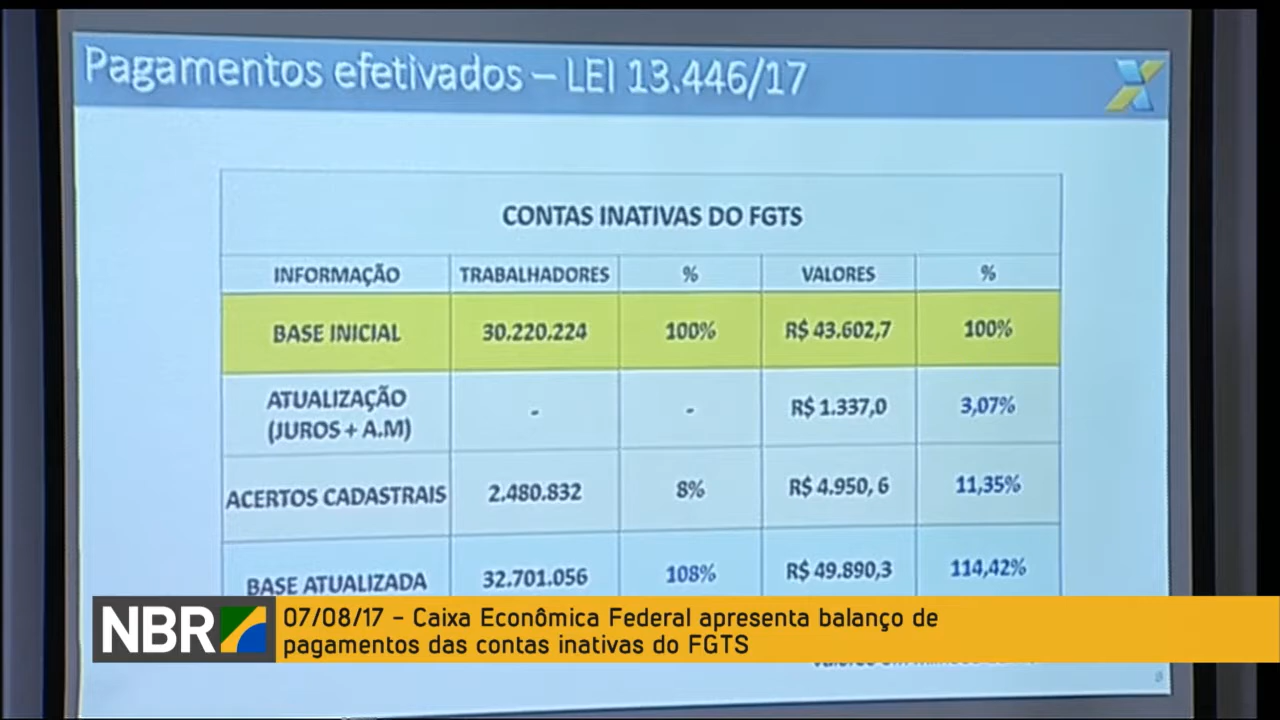 Pagamentos efetivados – LEI 13.446/17
CONTAS INATIVAS DO FGTS
INFORMAÇÃO TRABALHADORES % VALORES %
BASE INICIAL 30.220.224 100% R$ 43.602,7 100%
ATUALIZAÇÃO
(JUROS + A.M) - - R$ 1.337,0 3,07%
ACERTOS CADASTRAIS 2.480.832 8% R$ 4.950, 6 11,35%
BASE ATUALIZADA 32.701.056 108% R$ 49.890,3 114,42%
NBR
07/08/17 – Caixa Econômica Federal apresenta balanço de
pagamentos das contas inativas do FGTS